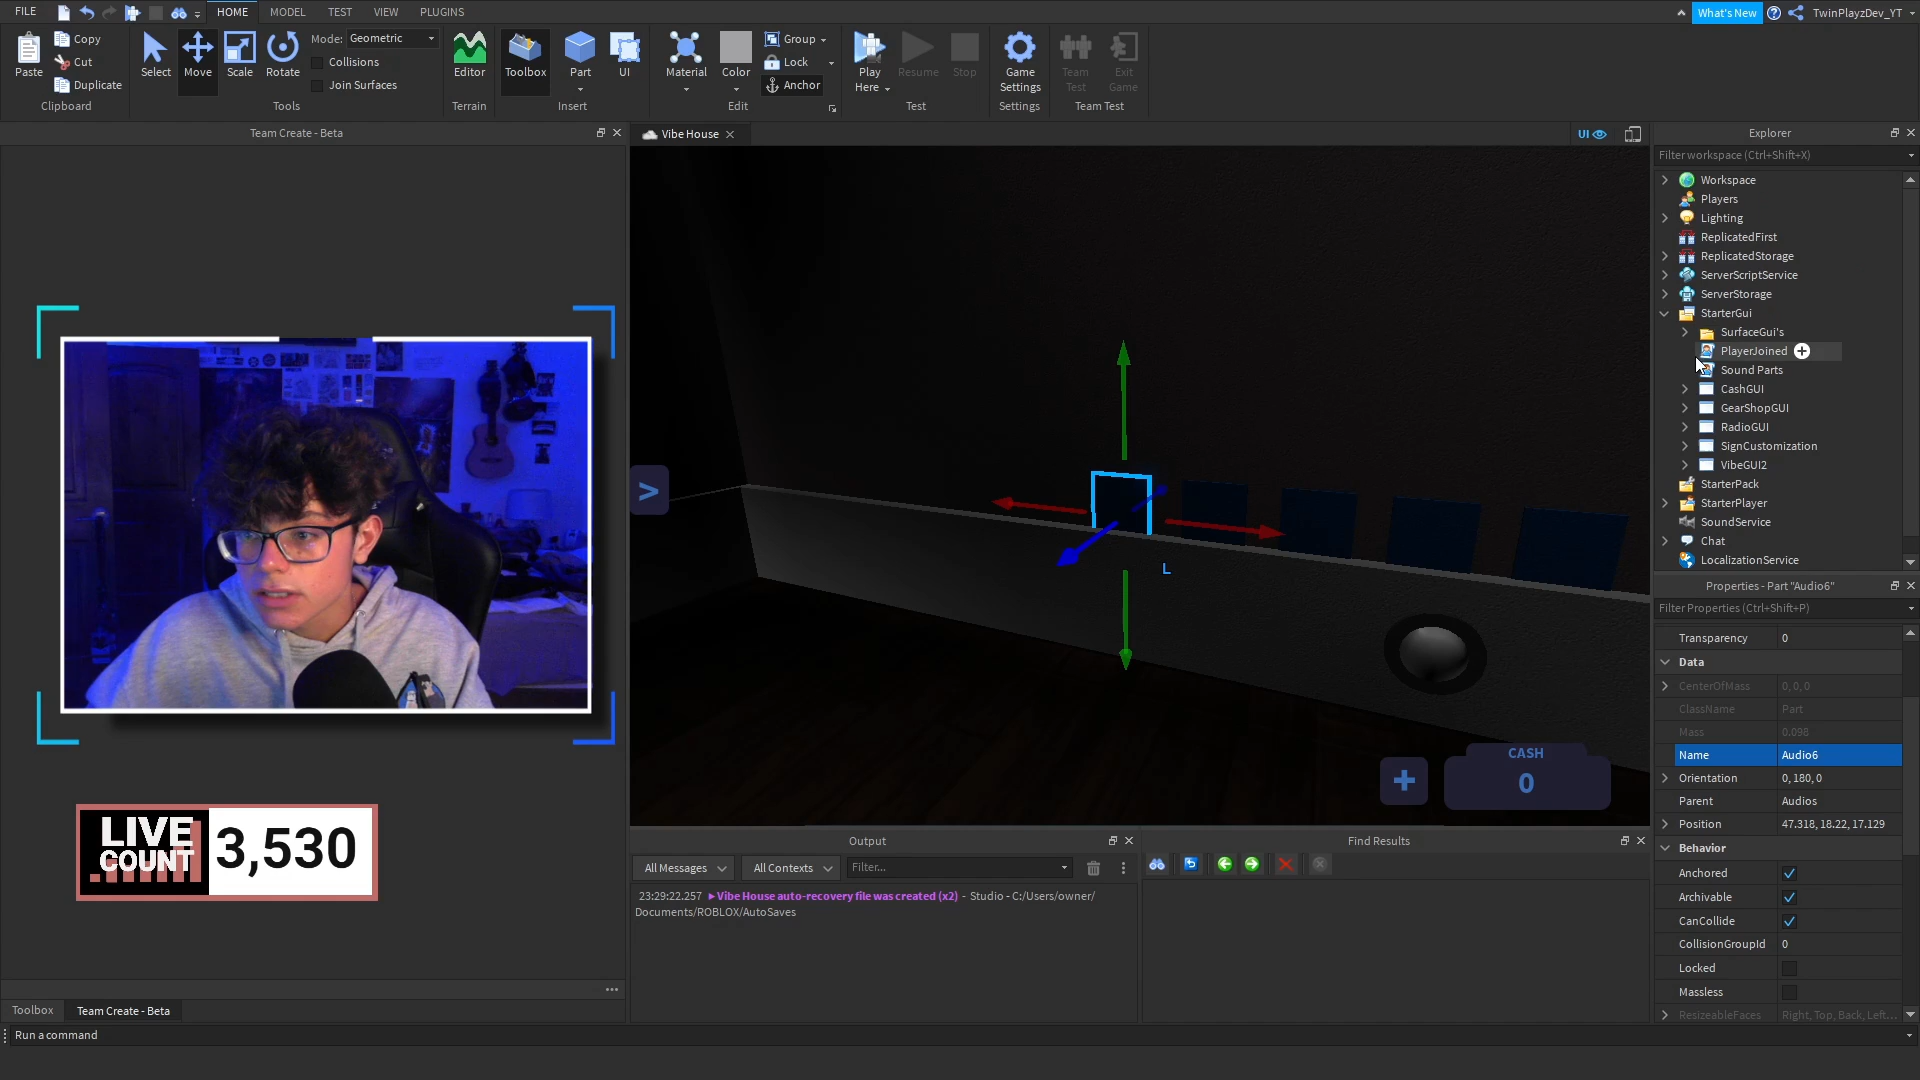 FILE
HOME
MODEL
TEST
VIEW
PLUGINS
What's New
TwinPlayzDev_YT
Paste
Copy
Cut
Duplicate
Clipboard
Select
Move
Scale
Rotate
Mode: Geometric
Collisions
Join Surfaces
Tools
Editor
Terrain
Toolbox
Part
UI
Insert
Material
Color
Group
Lock
Anchor
Edit
Play
Here
Resume
Stop
Test
Game
Settings
Settings
Team
Test
Exit
Game
Team Test
Team Create - Beta
Vibe House
UI
Explorer
Filter workspace (Ctrl+Shift+X)
Workspace
Players
Lighting
ReplicatedFirst
ReplicatedStorage
ServerScriptService
ServerStorage
StarterGui
SurfaceGui's
PlayerJoined
Sound Parts
CashGUI
GearShopGUI
RadioGUI
SignCustomization
VibeGUI2
StarterPack
StarterPlayer
SoundService
Chat
LocalizationService
Properties - Part "Audio6"
Filter Properties (Ctrl+Shift+P)
Transparency 0
Data
CenterOfMass 0, 0, 0
ClassName Part
Mass 0.098
Name Audio6
Orientation 0, 180, 0
Parent Audios
Position 47.318, 18.22, 17.129
Behavior
Anchored
Archivable
CanCollide
CollisionGroupId 0
Locked
Massless
ResizeableFaces Right, Top, Back, Left...
>
L
CASH
+ 0
LIVE
COUNT
3,530
Output
All Messages
All Contexts
Filter...
23:29:22.257 Vibe House auto-recovery file was created (x2) - Studio - C:/Users/owner/
Documents/ROBLOX/AutoSaves
Find Results
Toolbox
Team Create - Beta
Run a command